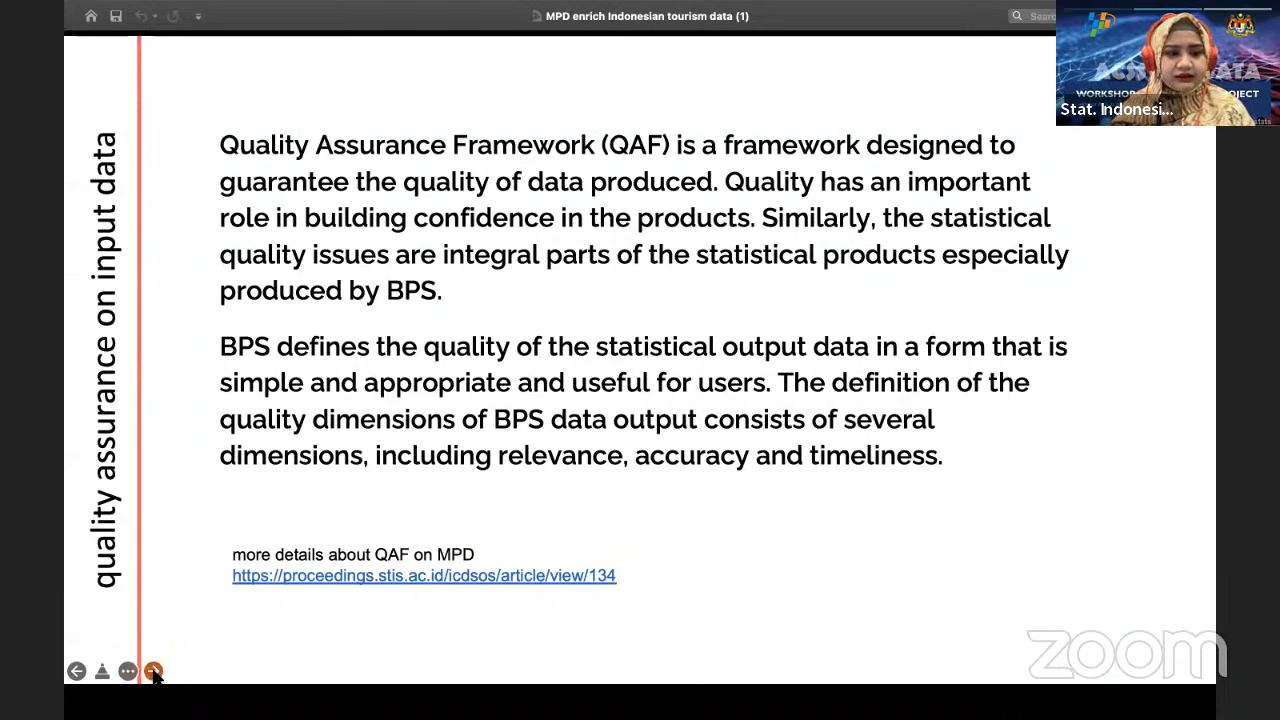 MPD enrich Indonesian tourism data (1)
Sear
WORKSHOP
Stat. Indonesi...
quality assurance on input data
Quality Assurance Framework (QAF) is a framework designed to
guarantee the quality of data produced. Quality has an important
role in building confidence in the products. Similarly, the statistical
quality issues are integral parts of the statistical products especially
produced by BPS.
BPS defines the quality of the statistical output data in a form that is
simple and appropriate and useful for users. The definition of the
quality dimensions of BPS data output consists of several
dimensions, including relevance, accuracy and timeliness.
more details about QAF on MPD
https://proceedings.stis.ac.id/icdsos/article/view/134
zoom